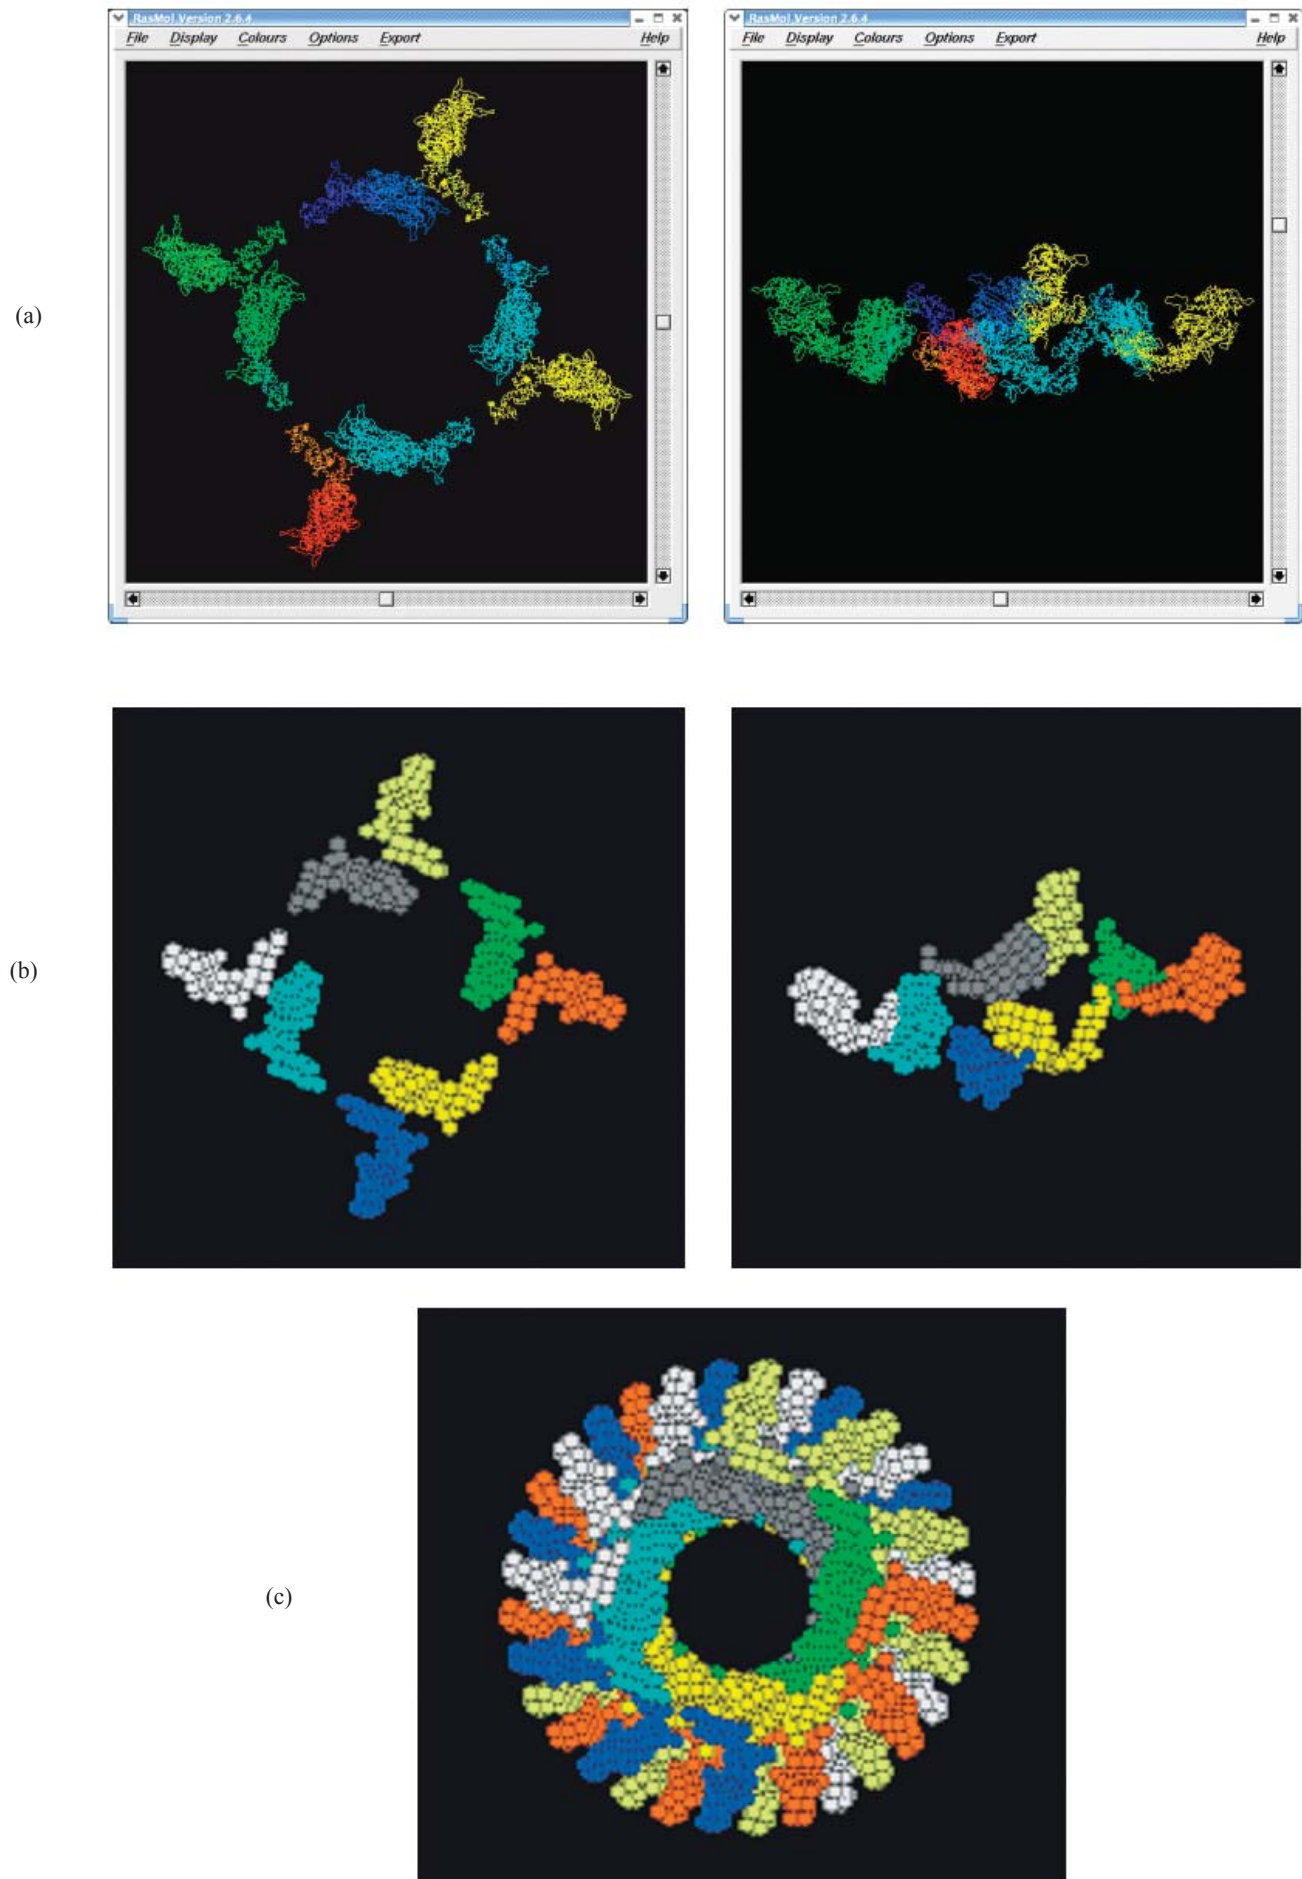 RasMol Version 2.6.4
File Display Colours Options Export Help
RasMol Version 2.6.4
File Display Colours Options Export Help
(a)
(b)
(c)